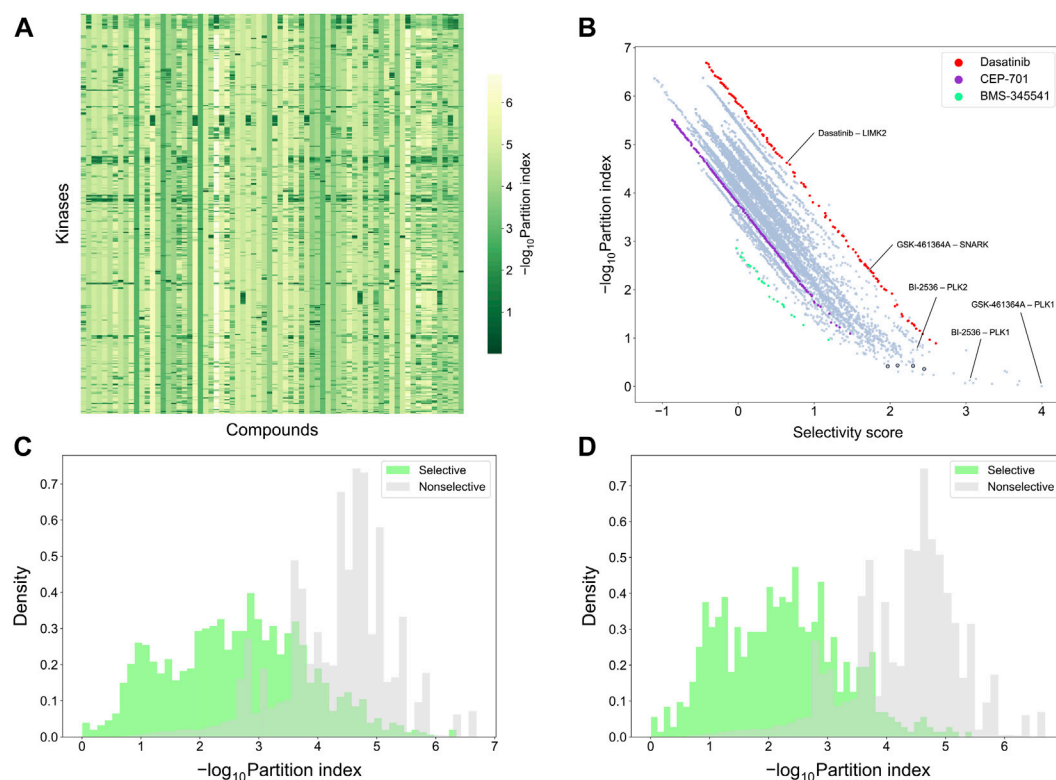 A
Kinases
Compounds
6
5
4
3
2
1
−log10Partition index
B
7
6
5
4
3
2
1
0
−log10Partition index
−1
0
1
2
3
4
Selectivity score
Dasatinib
CEP-701
BMS-345541
Dasatinib – LIMK2
GSK-461364A – SNARK
BI-2536 – PLK2
GSK-461364A – PLK1
BI-2536 – PLK1
C
Selective
Nonselective
0.7
0.6
0.5
0.4
0.3
0.2
0.1
0.0
Density
0
1
2
3
4
5
6
7
−log10Partition index
D
Selective
Nonselective
0.7
0.6
0.5
0.4
0.3
0.2
0.1
0.0
Density
0
1
2
3
4
5
6
−log10Partition index